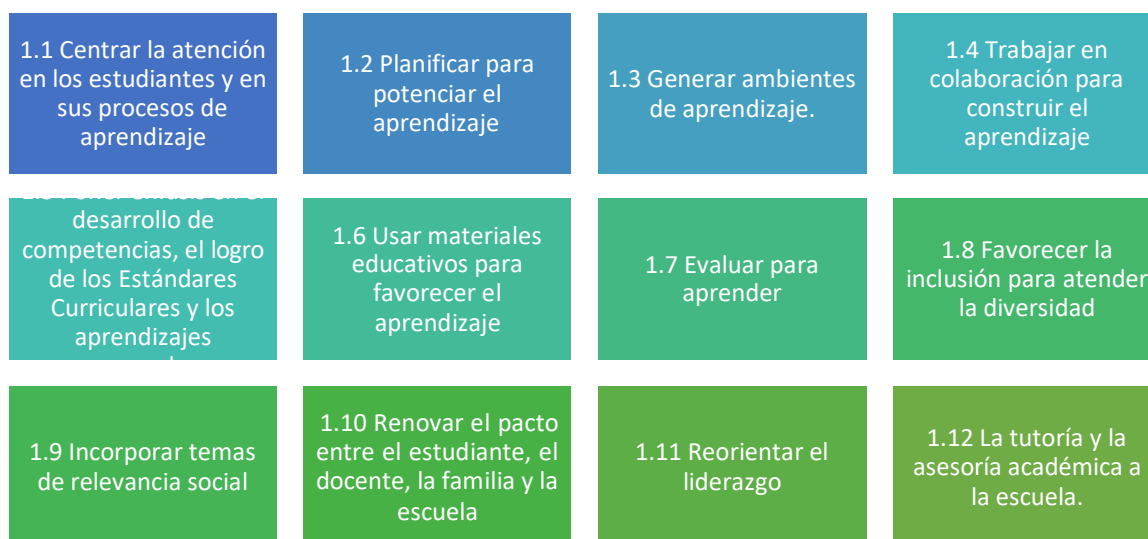 1.1 Centrar la atención
en los estudiantes y en
sus procesos de
aprendizaje
1.2 Planificar para
potenciar el
aprendizaje
1.3 Generar ambientes
de aprendizaje.
1.4 Trabajar en
colaboración para
construir el
aprendizaje
desarrollo de
competencias, el logro
de los Estándares
Curriculares y los
aprendizajes
1.6 Usar materiales
educativos para
favorecer el
aprendizaje
1.7 Evaluar para
aprender
1.8 Favorecer la
inclusión para atender
la diversidad
1.9 Incorporar temas
de relevancia social
1.10 Renovar el pacto
entre el estudiante, el
docente, la familia y la
escuela
1.11 Reorientar el
liderazgo
1.12 La tutoría y la
asesoría académica a
la escuela.